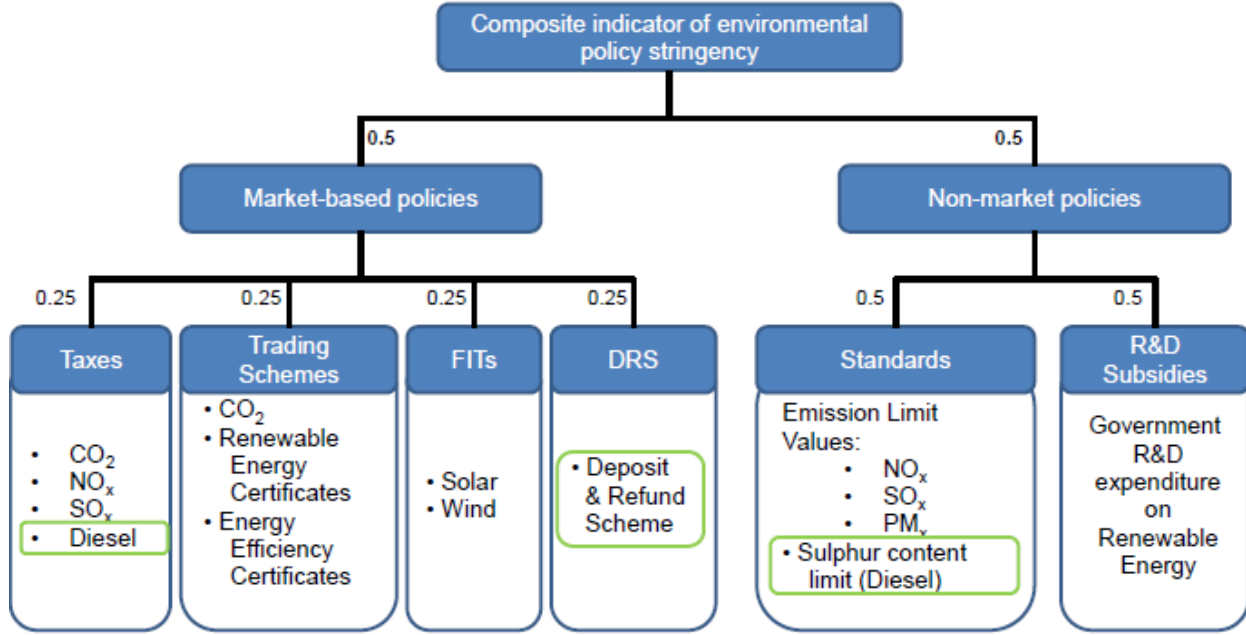 Composite indicator of environmental
policy stringency
0.5
0.5
Market-based policies
Non-market policies
0.25
0.25
0.25
0.25
0.5
0.5
Taxes
Trading
Schemes
FITs
DRS
Standards
R&D
Subsidies
• CO₂
• NOₓ
• SOₓ
• Diesel
• CO₂
• Renewable
Energy
Certificates
• Energy
Efficiency
Certificates
• Solar
• Wind
• Deposit
& Refund
Scheme
Emission Limit
Values:
• NOₓ
• SOₓ
• PMₓ
• Sulphur content
limit (Diesel)
Government
R&D
expenditure
on
Renewable
Energy